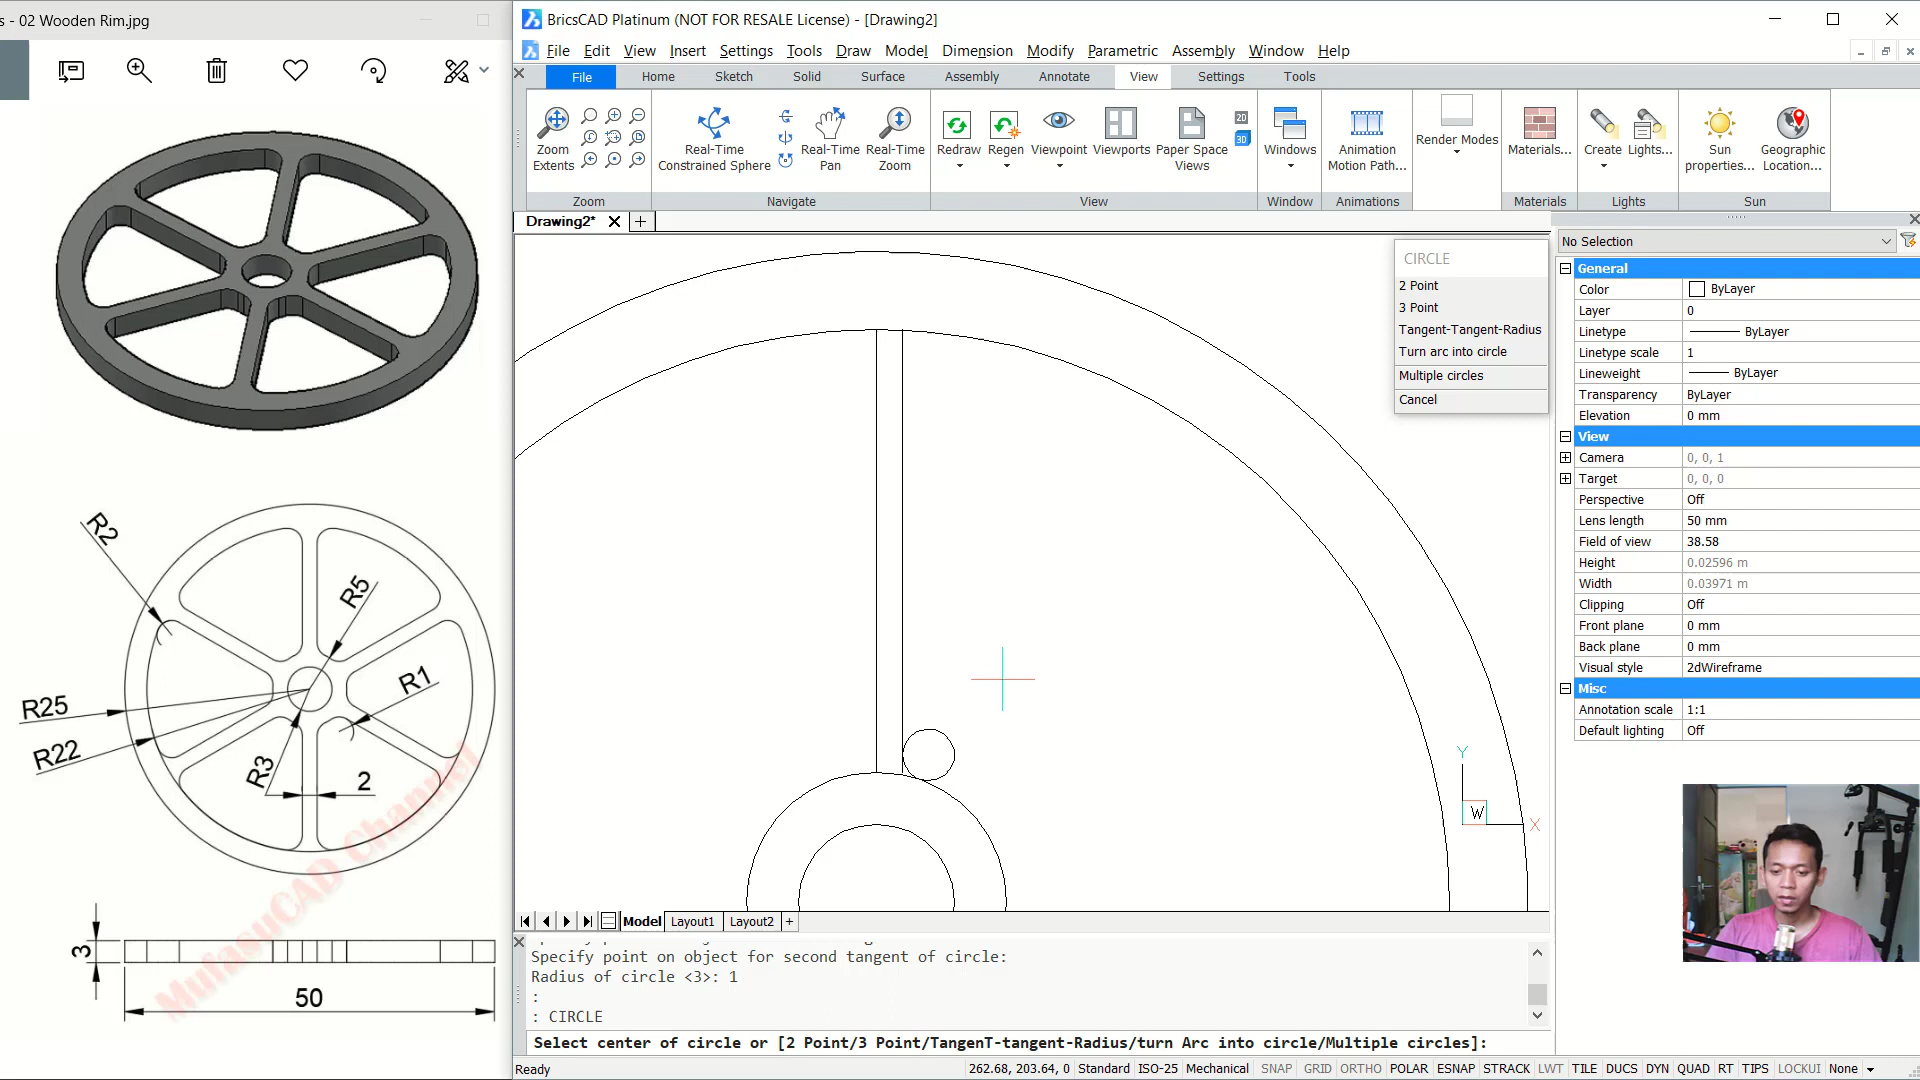 s - 02 Wooden Rim.jpg
R2
R5
R1
R25
R22
R3
2
3
50
MufasuCAD Channel
BricsCAD Platinum (NOT FOR RESALE License) - [Drawing2]
File Edit View Insert Settings Tools Draw Model Dimension Modify Parametric Assembly Window Help
File Home Sketch Solid Surface Assembly Annotate View Settings Tools
Zoom Extents
Real-Time Constrained Sphere
Real-Time Pan
Real-Time Zoom
Redraw
Regen
Viewpoint
Viewports
Paper Space Views
2D
3D
Windows
Animation Motion Path...
Render Modes
Materials...
Create
Lights...
Sun properties...
Geographic Location...
Zoom Navigate View Window Animations Materials Lights Sun
Drawing2*
CIRCLE
2 Point
3 Point
Tangent-Tangent-Radius
Turn arc into circle
Multiple circles
Cancel
Y
W
X
No Selection
General
Color ByLayer
Layer 0
Linetype ByLayer
Linetype scale 1
Lineweight ByLayer
Transparency ByLayer
Elevation 0 mm
View
Camera 0, 0, 1
Target 0, 0, 0
Perspective Off
Lens length 50 mm
Field of view 38.58
Height 0.02596 m
Width 0.03971 m
Clipping Off
Front plane 0 mm
Back plane 0 mm
Visual style 2dWireframe
Misc
Annotation scale 1:1
Default lighting Off
Model Layout1 Layout2 +
Specify point on object for second tangent of circle:
Radius of circle <3>: 1
:
: CIRCLE
Select center of circle or [2 Point/3 Point/TangenT-tangent-Radius/turn Arc into circle/Multiple circles]:
Ready
262.68, 203.64, 0 Standard ISO-25 Mechanical SNAP GRID ORTHO POLAR ESNAP STRACK LWT TILE DUCS DYN QUAD RT TIPS LOCKUI None